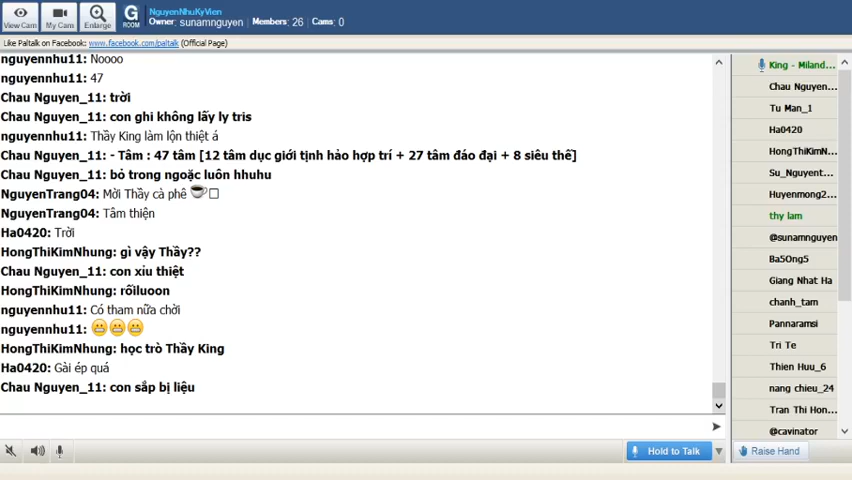 NguyenNhuKyVien
Owner: sunamnguyen Members: 26 Cams: 0
View Cam
My Cam
Enlarge
G
ROOM
Like Paltalk on Facebook: www.facebook.com/paltalk (Official Page)
nguyennhu11: Noooo
nguyennhu11: 47
Chau Nguyen_11: trời
Chau Nguyen_11: con ghi không lấy ly tris
nguyennhu11: Thầy King làm lộn thiệt á
Chau Nguyen_11: - Tâm : 47 tâm [12 tâm dục giới tịnh hảo hợp trí + 27 tâm đáo đại + 8 siêu thế]
Chau Nguyen_11: bỏ trong ngoặc luôn hhuhu
NguyenTrang04: Mời Thầy cà phê
NguyenTrang04: Tâm thiện
Ha0420: Trời
HongThiKimNhung: gì vậy Thầy??
Chau Nguyen_11: con xỉu thiệt
HongThiKimNhung: rồiluoon
nguyennhu11: Có tham nữa chời
nguyennhu11: 😬😬😬
HongThiKimNhung: học trò Thầy King
Ha0420: Gài ép quá
Chau Nguyen_11: con sắp bị liệu
King - Miland...
Chau Nguyen...
Tu Man_1
Ha0420
HongThiKimN...
Su_Nguyent...
Huyenmong2...
thy lam
@sunamnguyen
Ba5Ong5
Giang Nhat Ha
chanh_tam
Pannaramsi
Tri Te
Thien Huu_6
nang chieu_24
Tran Thi Hon...
@cavinator
Hold to Talk
Raise Hand